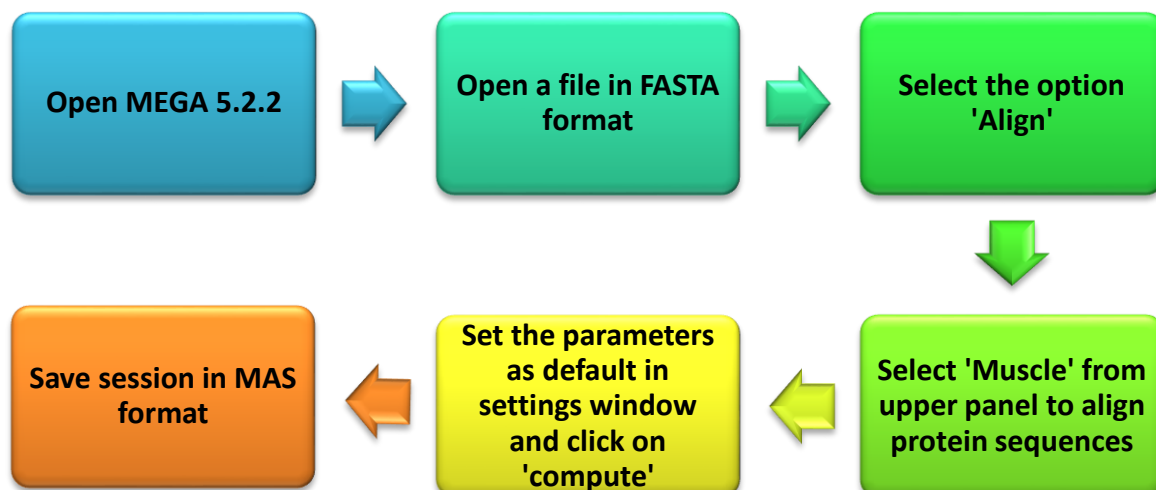 Open MEGA 5.2.2
Open a file in FASTA
format
Select the option
'Align'
Select 'Muscle' from
upper panel to align
protein sequences
Set the parameters
as default in
settings window
and click on
'compute'
Save session in MAS
format